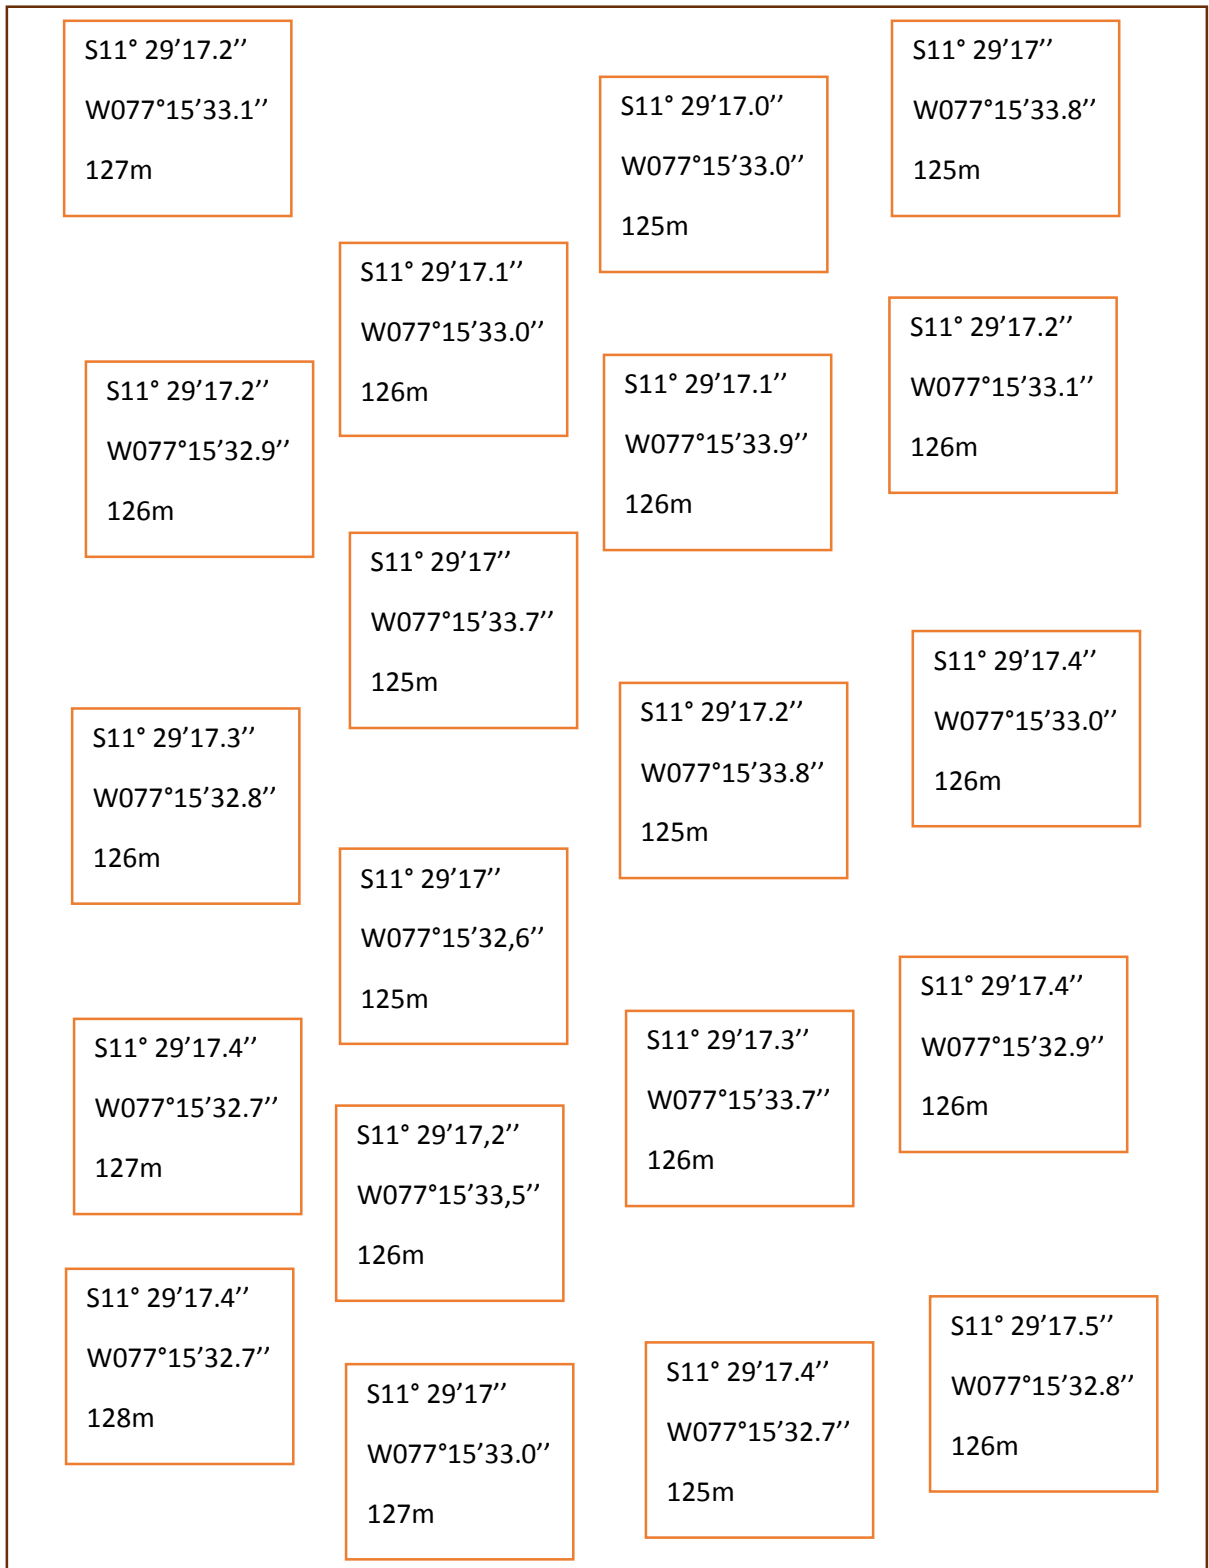 S11° 29’17.2’’
W077°15’33.1’’
127m
S11° 29’17.0’’
W077°15’33.0’’
125m
S11° 29’17’’
W077°15’33.8’’
125m
S11° 29’17.1’’
W077°15’33.0’’
126m
S11° 29’17.2’’
W077°15’33.1’’
126m
S11° 29’17.2’’
W077°15’32.9’’
126m
S11° 29’17.1’’
W077°15’33.9’’
126m
S11° 29’17’’
W077°15’33.7’’
125m
S11° 29’17.4’’
W077°15’33.0’’
126m
S11° 29’17.2’’
W077°15’33.8’’
125m
S11° 29’17.3’’
W077°15’32.8’’
126m
S11° 29’17’’
W077°15’32,6’’
125m
S11° 29’17.4’’
W077°15’32.9’’
126m
S11° 29’17.3’’
W077°15’33.7’’
126m
S11° 29’17.4’’
W077°15’32.7’’
127m
S11° 29’17,2’’
W077°15’33,5’’
126m
S11° 29’17.4’’
W077°15’32.7’’
128m
S11° 29’17.5’’
W077°15’32.8’’
126m
S11° 29’17.4’’
W077°15’32.7’’
125m
S11° 29’17’’
W077°15’33.0’’
127m